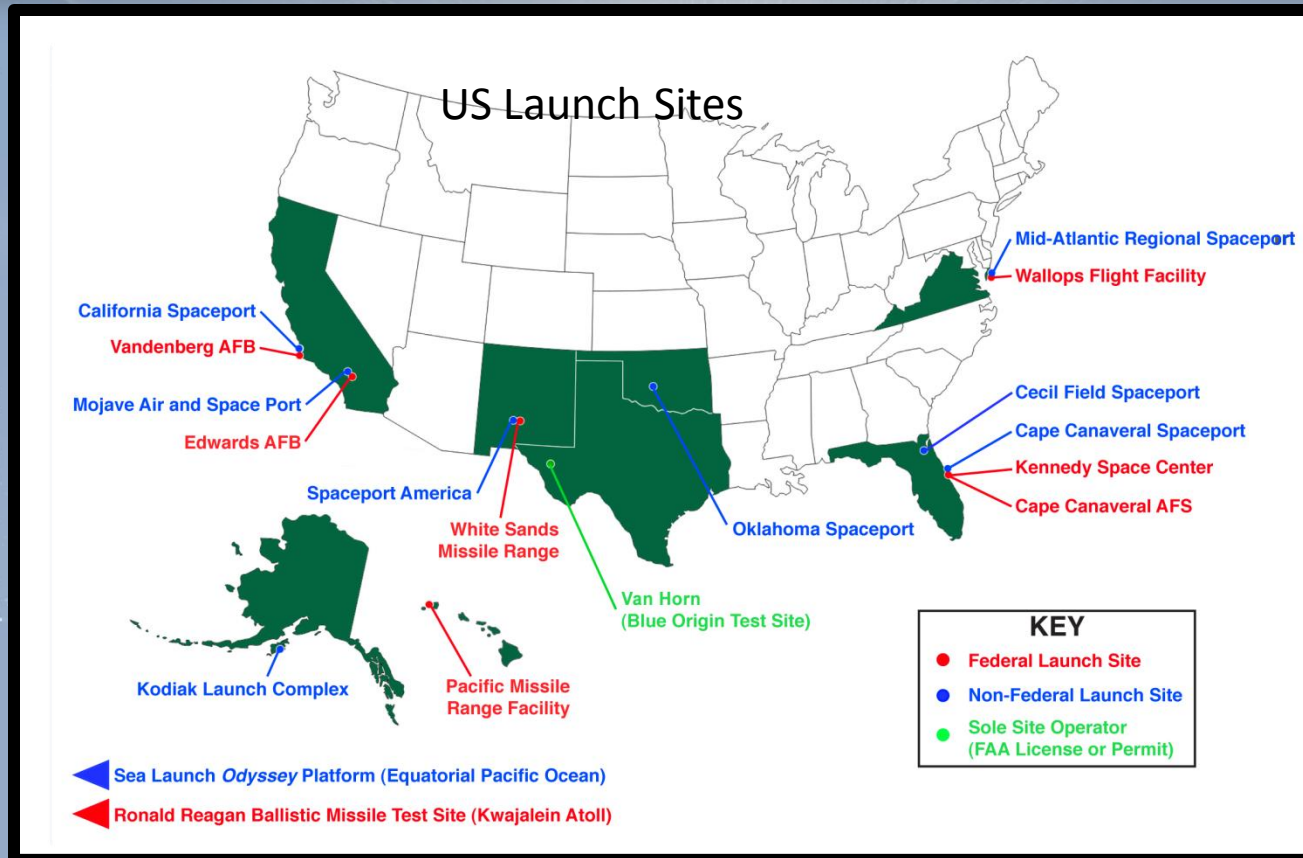 US Launch Sites
Mid-Atlantic Regional Spaceport
Wallops Flight Facility
California Spaceport
Vandenberg AFB
Mojave Air and Space Port
Edwards AFB
Cecil Field Spaceport
Cape Canaveral Spaceport
Kennedy Space Center
Cape Canaveral AFS
Spaceport America
White Sands
Missile Range
Oklahoma Spaceport
Van Horn
(Blue Origin Test Site)
Kodiak Launch Complex
Pacific Missile
Range Facility
KEY
Federal Launch Site
Non-Federal Launch Site
Sole Site Operator
(FAA License or Permit)
Sea Launch Odyssey Platform (Equatorial Pacific Ocean)
Ronald Reagan Ballistic Missile Test Site (Kwajalein Atoll)